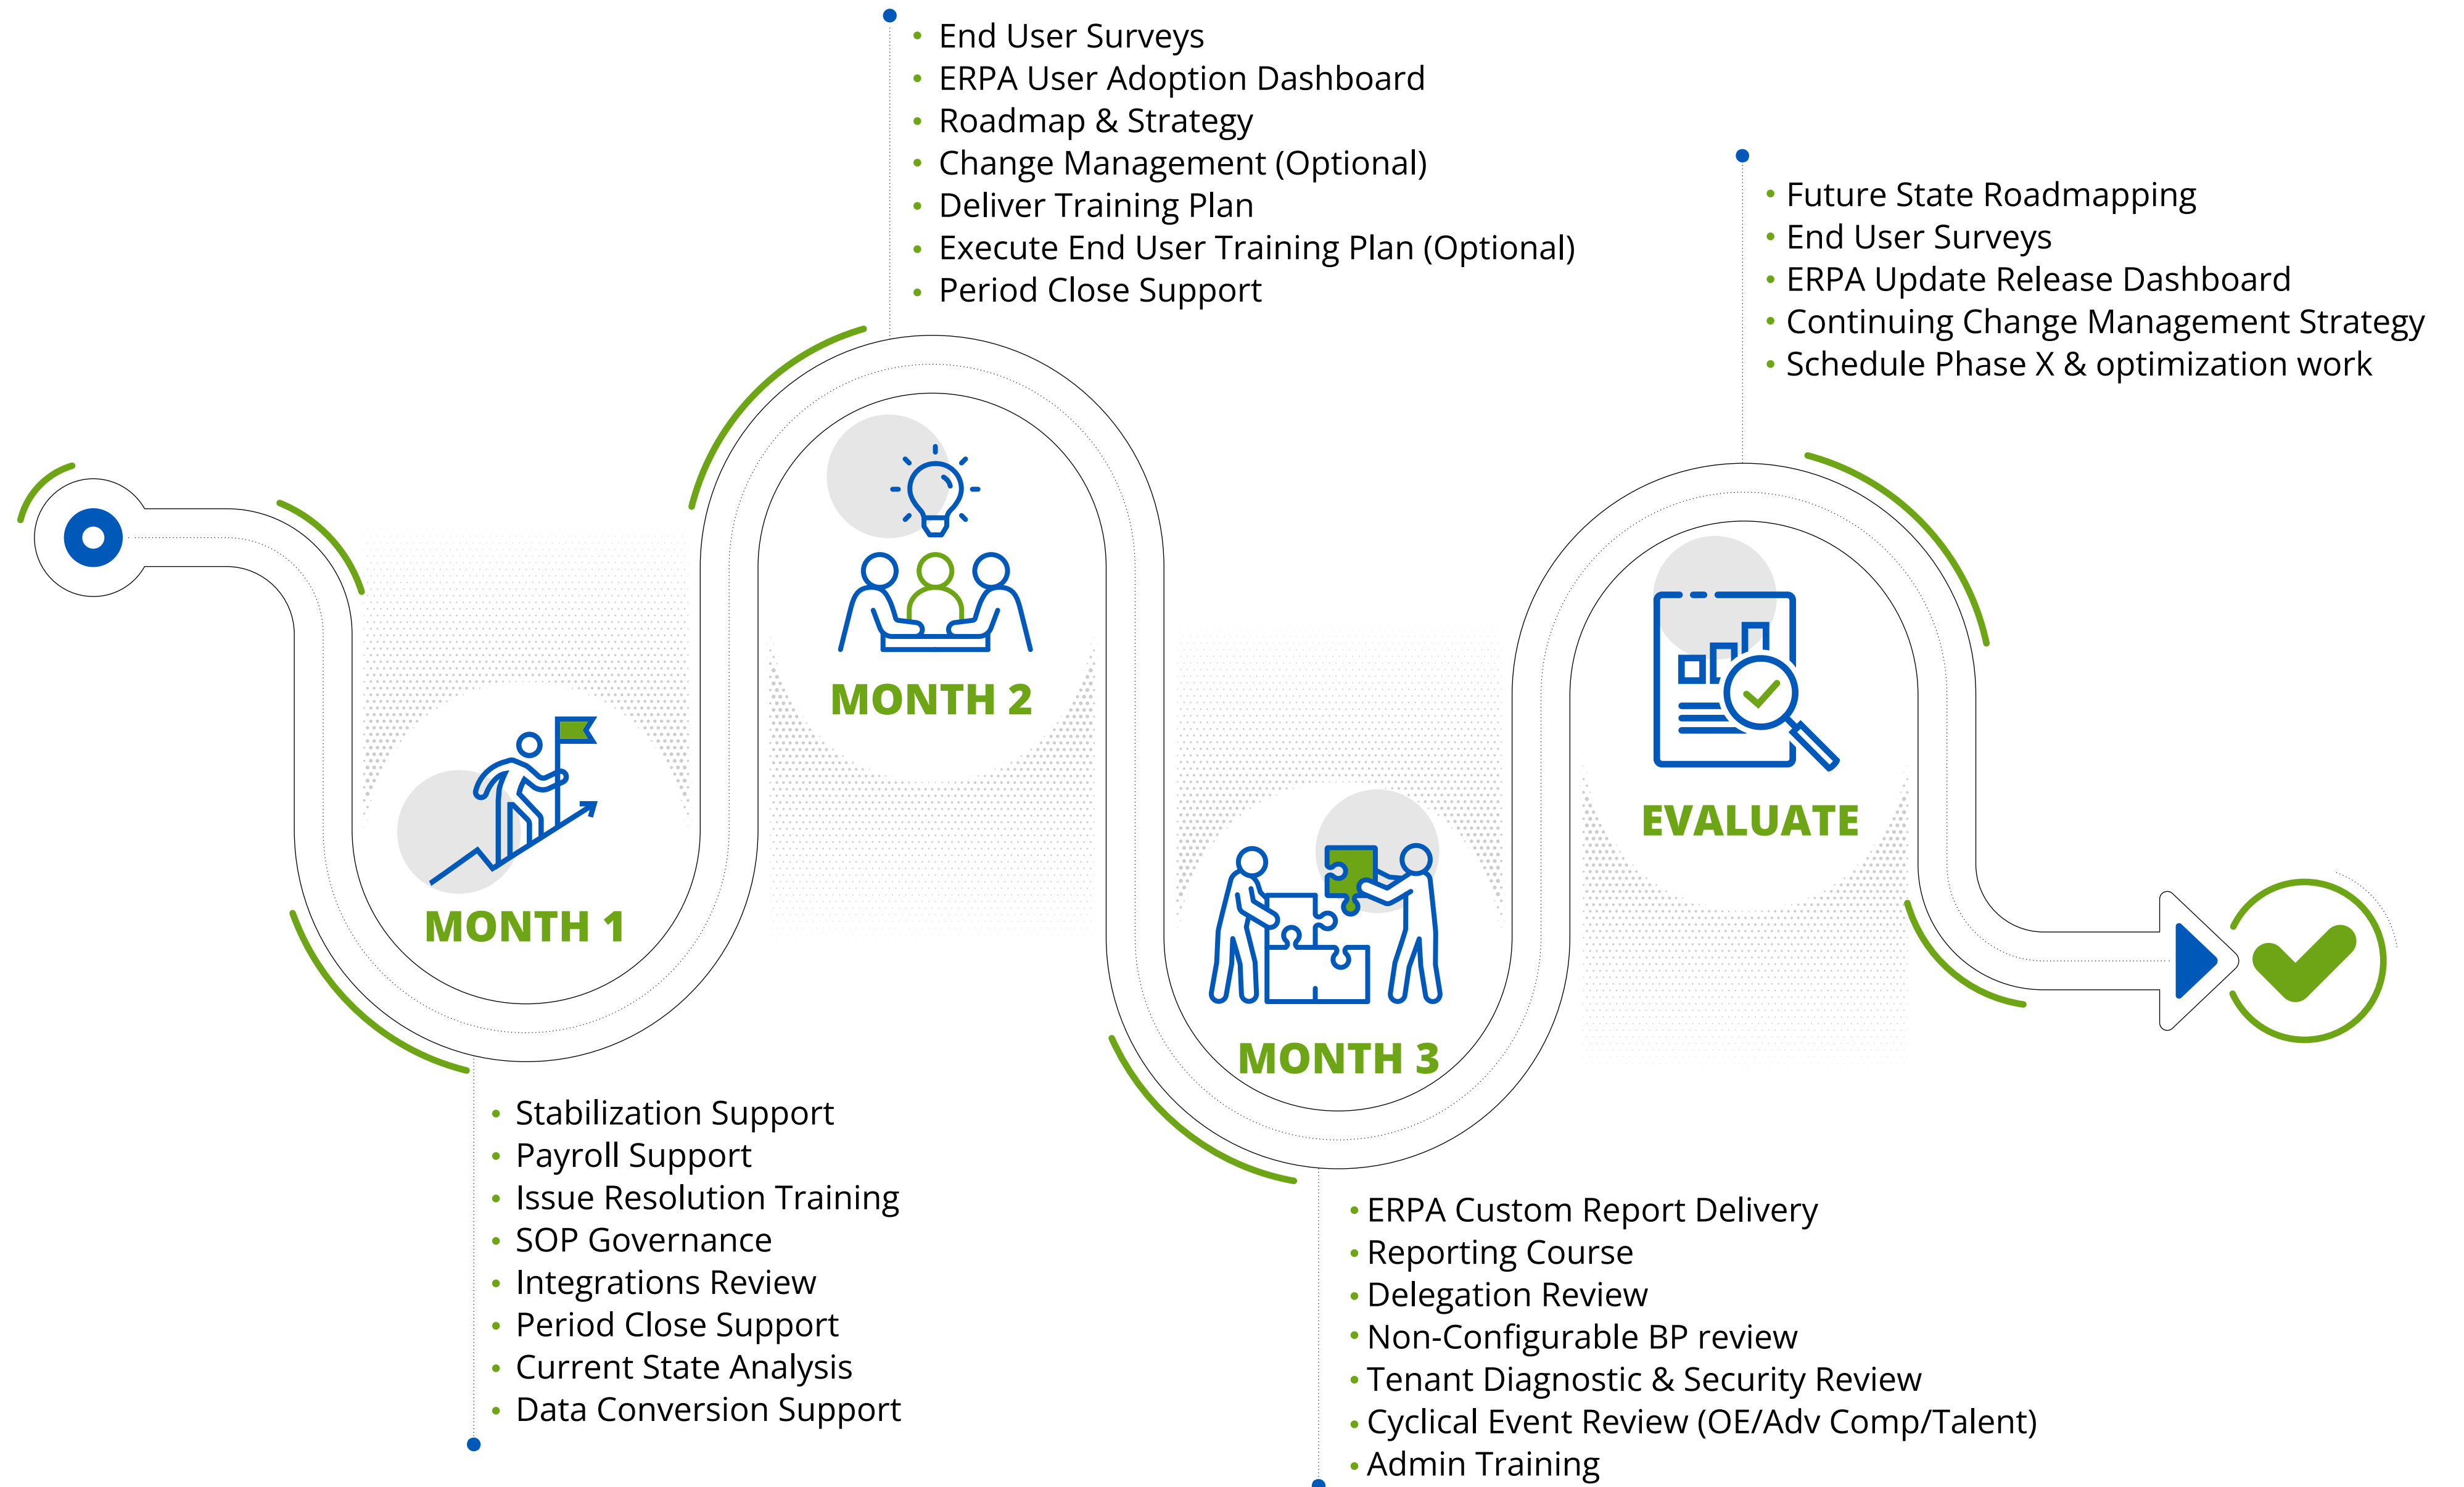 MONTH 1
• Stabilization Support
• Payroll Support
• Issue Resolution Training
• SOP Governance
• Integrations Review
• Period Close Support
• Current State Analysis
• Data Conversion Support
MONTH 2
• End User Surveys
• ERPA User Adoption Dashboard
• Roadmap & Strategy
• Change Management (Optional)
• Deliver Training Plan
• Execute End User Training Plan (Optional)
• Period Close Support
MONTH 3
• ERPA Custom Report Delivery
• Reporting Course
• Delegation Review
• Non-Configurable BP review
• Tenant Diagnostic & Security Review
• Cyclical Event Review (OE/Adv Comp/Talent)
• Admin Training
EVALUATE
• Future State Roadmapping
• End User Surveys
• ERPA Update Release Dashboard
• Continuing Change Management Strategy
• Schedule Phase X & optimization work